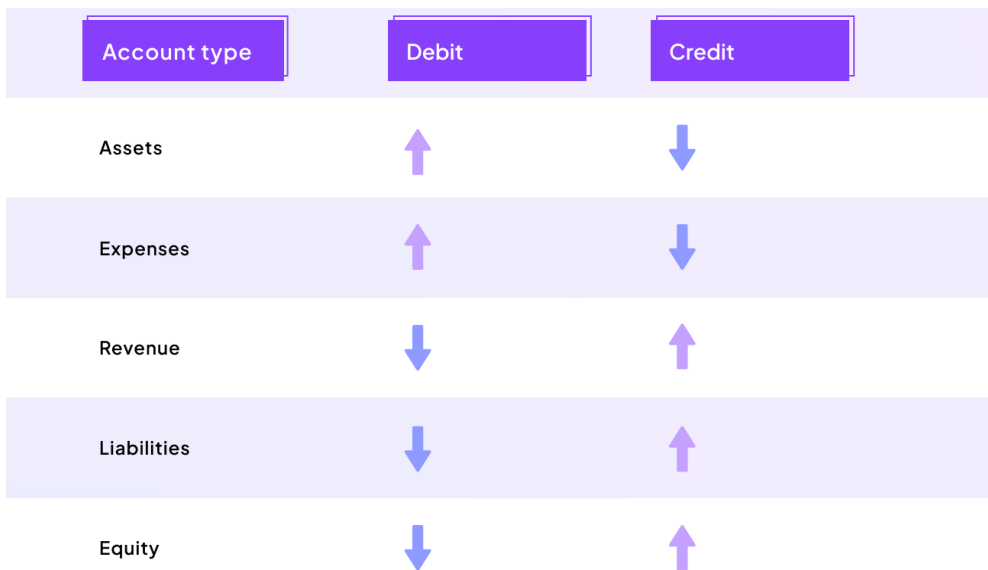 Account type Debit Credit
Assets
Expenses
Revenue
Liabilities
Equity